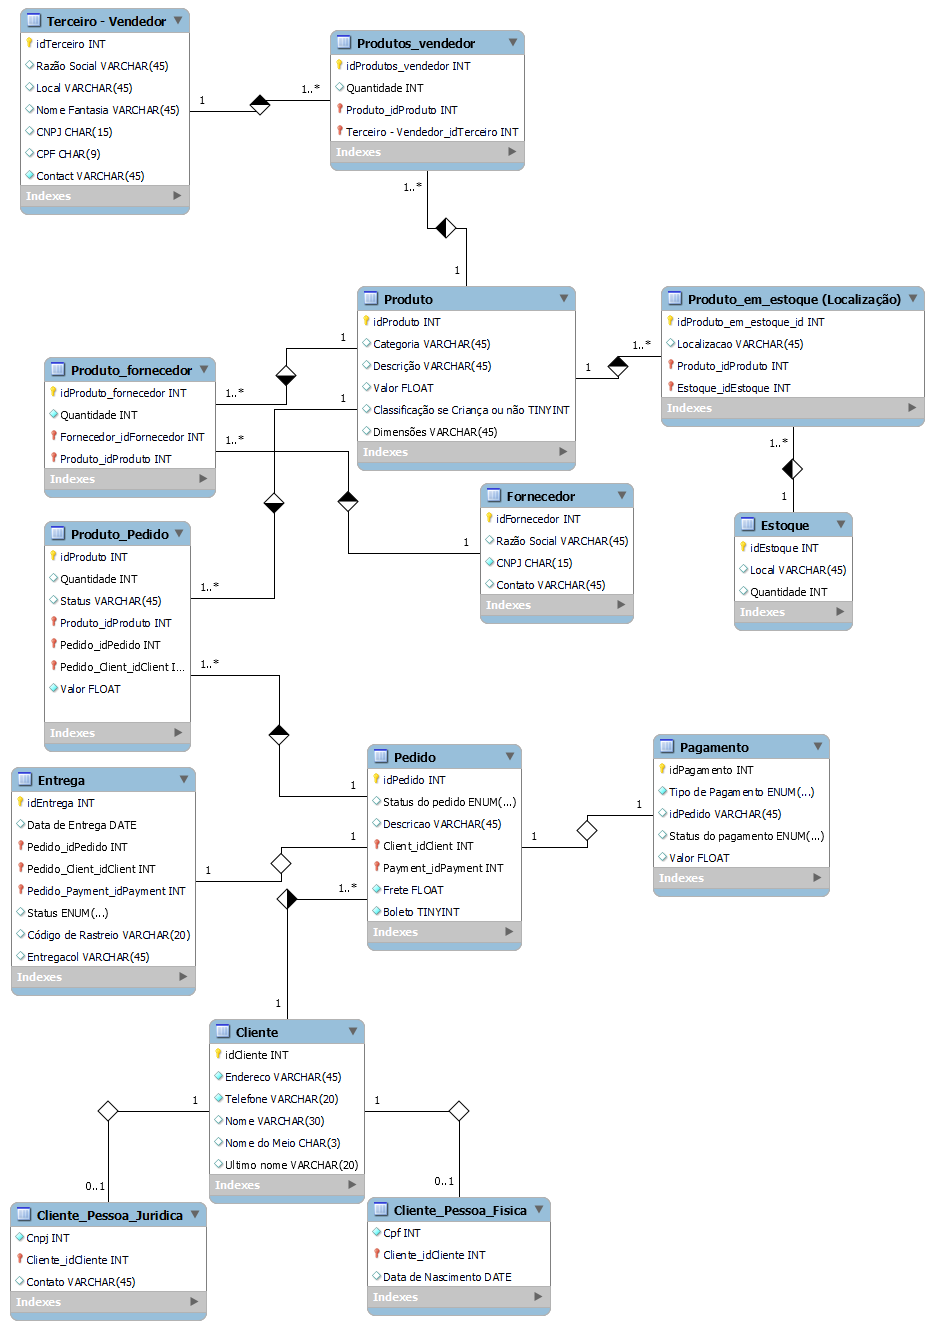 Terceiro - Vendedor
idTerceiro INT
Razão Social VARCHAR(45)
Local VARCHAR(45)
Nome Fantasia VARCHAR(45)
CNPJ CHAR(15)
CPF CHAR(9)
Contact VARCHAR(45)
Indexes
1
1..*
Produtos_vendedor
idProdutos_vendedor INT
Quantidade INT
Produto_idProduto INT
Terceiro - Vendedor_idTerceiro INT
Indexes
1..*
1
Produto
idProduto INT
Categoria VARCHAR(45)
Descrição VARCHAR(45)
Valor FLOAT
Classificação se Criança ou não TINYINT
Dimensões VARCHAR(45)
Indexes
1
1..*
Produto_em_estoque (Localização)
idProduto_em_estoque_id INT
Localizacao VARCHAR(45)
Produto_idProduto INT
Estoque_idEstoque INT
Indexes
1..*
1
Estoque
idEstoque INT
Local VARCHAR(45)
Quantidade INT
Indexes
Produto_fornecedor
idProduto_fornecedor INT
Quantidade INT
Fornecedor_idFornecedor INT
Produto_idProduto INT
Indexes
1
1..*
1
1..*
1
Fornecedor
idFornecedor INT
Razão Social VARCHAR(45)
CNPJ CHAR(15)
Contato VARCHAR(45)
Indexes
Produto_Pedido
idProduto INT
Quantidade INT
Status VARCHAR(45)
Produto_idProduto INT
Pedido_idPedido INT
Pedido_Client_idClient I...
Valor FLOAT
Indexes
1..*
1..*
1
Entrega
idEntrega INT
Data de Entrega DATE
Pedido_idPedido INT
Pedido_Client_idClient INT
Pedido_Payment_idPayment INT
Status ENUM(...)
Código de Rastreio VARCHAR(20)
Entregacol VARCHAR(45)
Indexes
1
1
1..*
Pedido
idPedido INT
Status do pedido ENUM(...)
Descricao VARCHAR(45)
Client_idClient INT
Payment_idPayment INT
Frete FLOAT
Boleto TINYINT
Indexes
1
1
Pagamento
idPagamento INT
Tipo de Pagamento ENUM(...)
idPedido VARCHAR(45)
Status do pagamento ENUM(...)
Valor FLOAT
Indexes
1
Cliente
idCliente INT
Endereco VARCHAR(45)
Telefone VARCHAR(20)
Nome VARCHAR(30)
Nome do Meio CHAR(3)
Ultimo nome VARCHAR(20)
Indexes
1
1
0..1
0..1
Cliente_Pessoa_Juridica
Cnpj INT
Cliente_idCliente INT
Contato VARCHAR(45)
Indexes
Cliente_Pessoa_Fisica
Cpf INT
Cliente_idCliente INT
Data de Nascimento DATE
Indexes